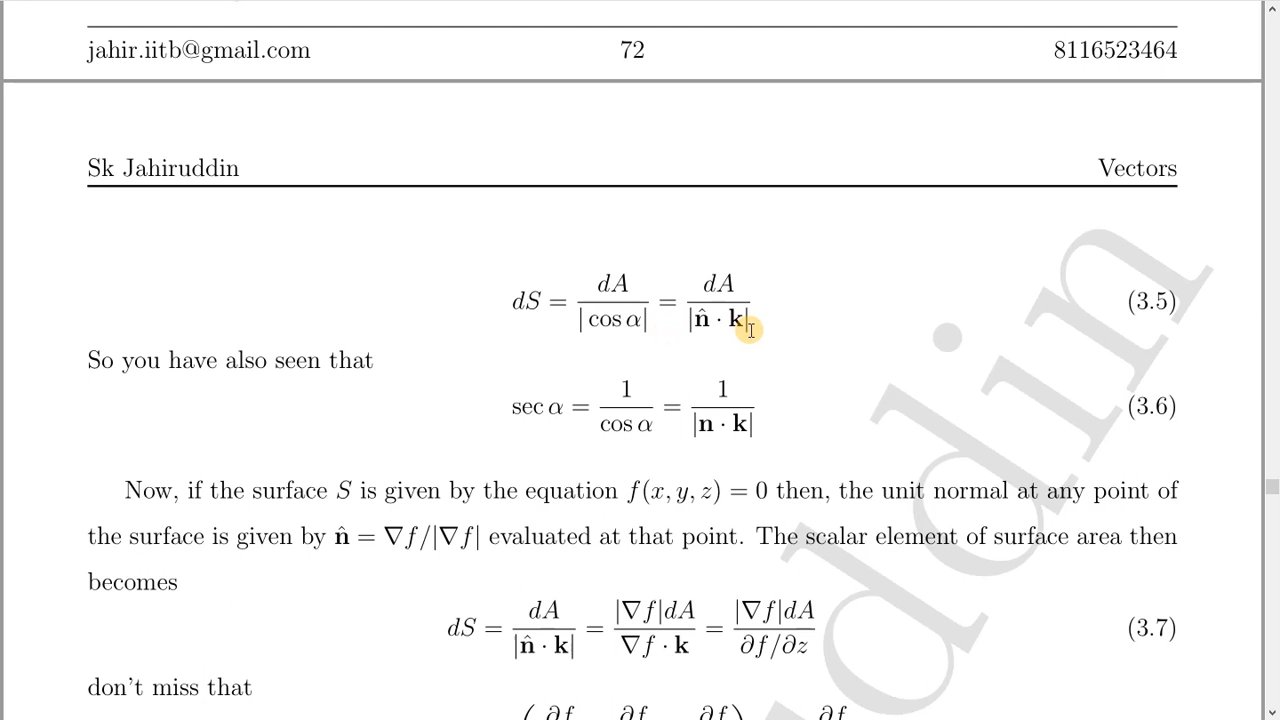 jahir.iitb@gmail.com 72 8116523464
Sk Jahiruddin Vectors
dS = dA / |cos α| = dA / |n̂ · k| (3.5)
So you have also seen that
sec α = 1 / cos α = 1 / |n · k| (3.6)
Now, if the surface S is given by the equation f(x, y, z) = 0 then, the unit normal at any point of
the surface is given by n̂ = ∇f/|∇f| evaluated at that point. The scalar element of surface area then
becomes
dS = dA / |n̂ · k| = |∇f|dA / ∇f · k = |∇f|dA / ∂f/∂z (3.7)
don't miss that
( ∂f ∂f ∂f ) ∂f
ddin